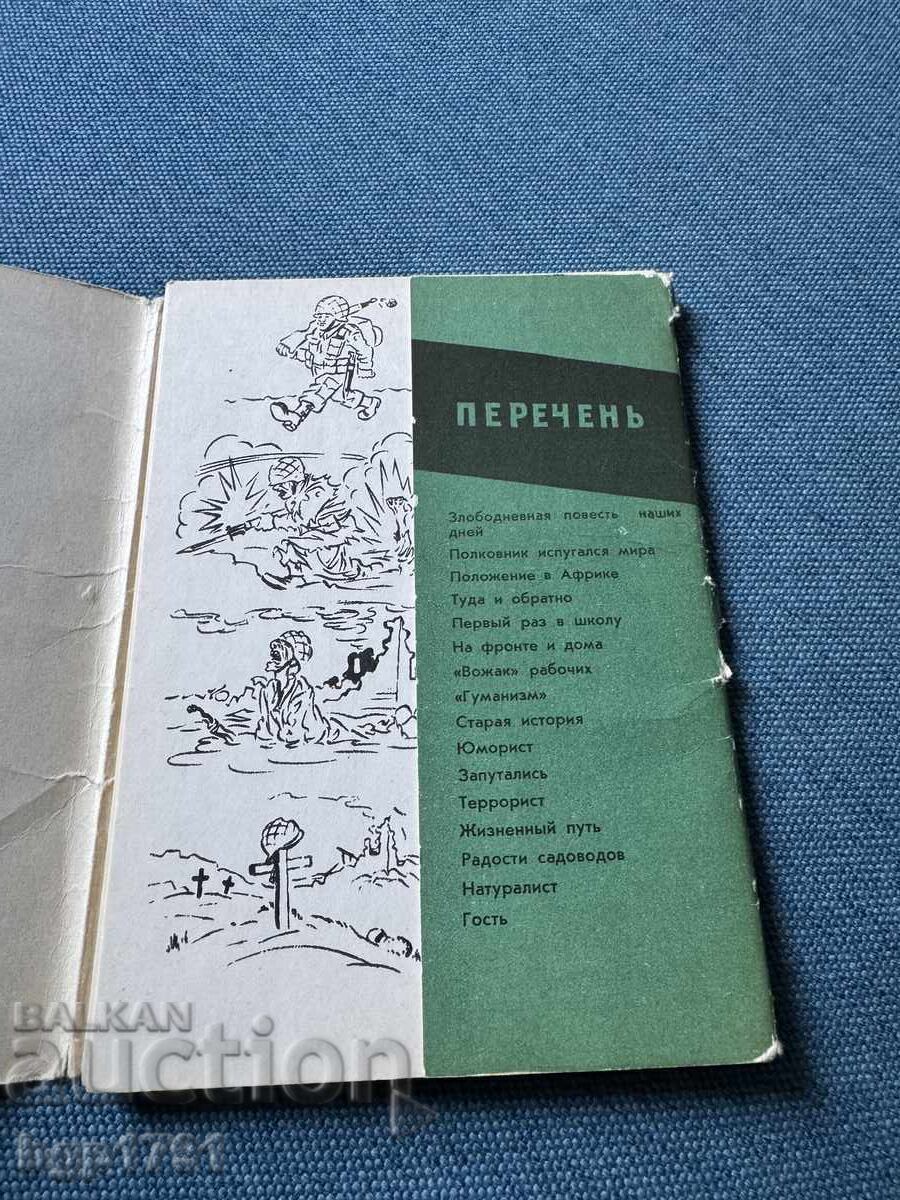 ПЕРЕЧЕНЬ
Злободневная повесть наших
дней
Полковник испугался мира
Положение в Африке
Туда и обратно
Первый раз в школу
На фронте и дома
«Вожак» рабочих
«Гуманизм»
Старая история
Юморист
Запутались
Террорист
Жизненный путь
Радости садоводов
Натуралист
Гость
BALKAN
auction
hgp1791